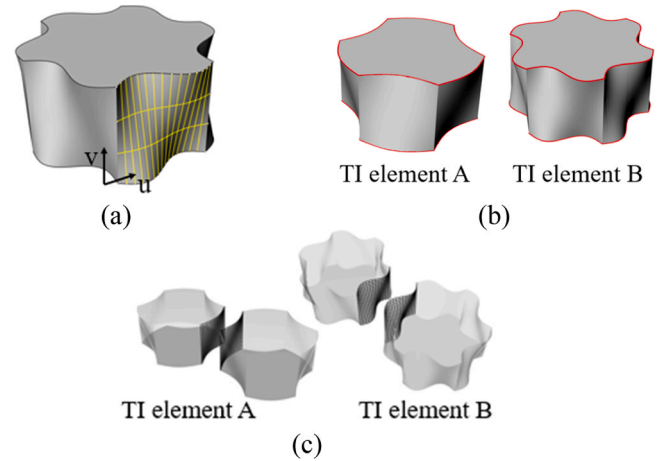 v
u
(a)
TI element A
TI element B
(b)
TI element A
TI element B
(c)